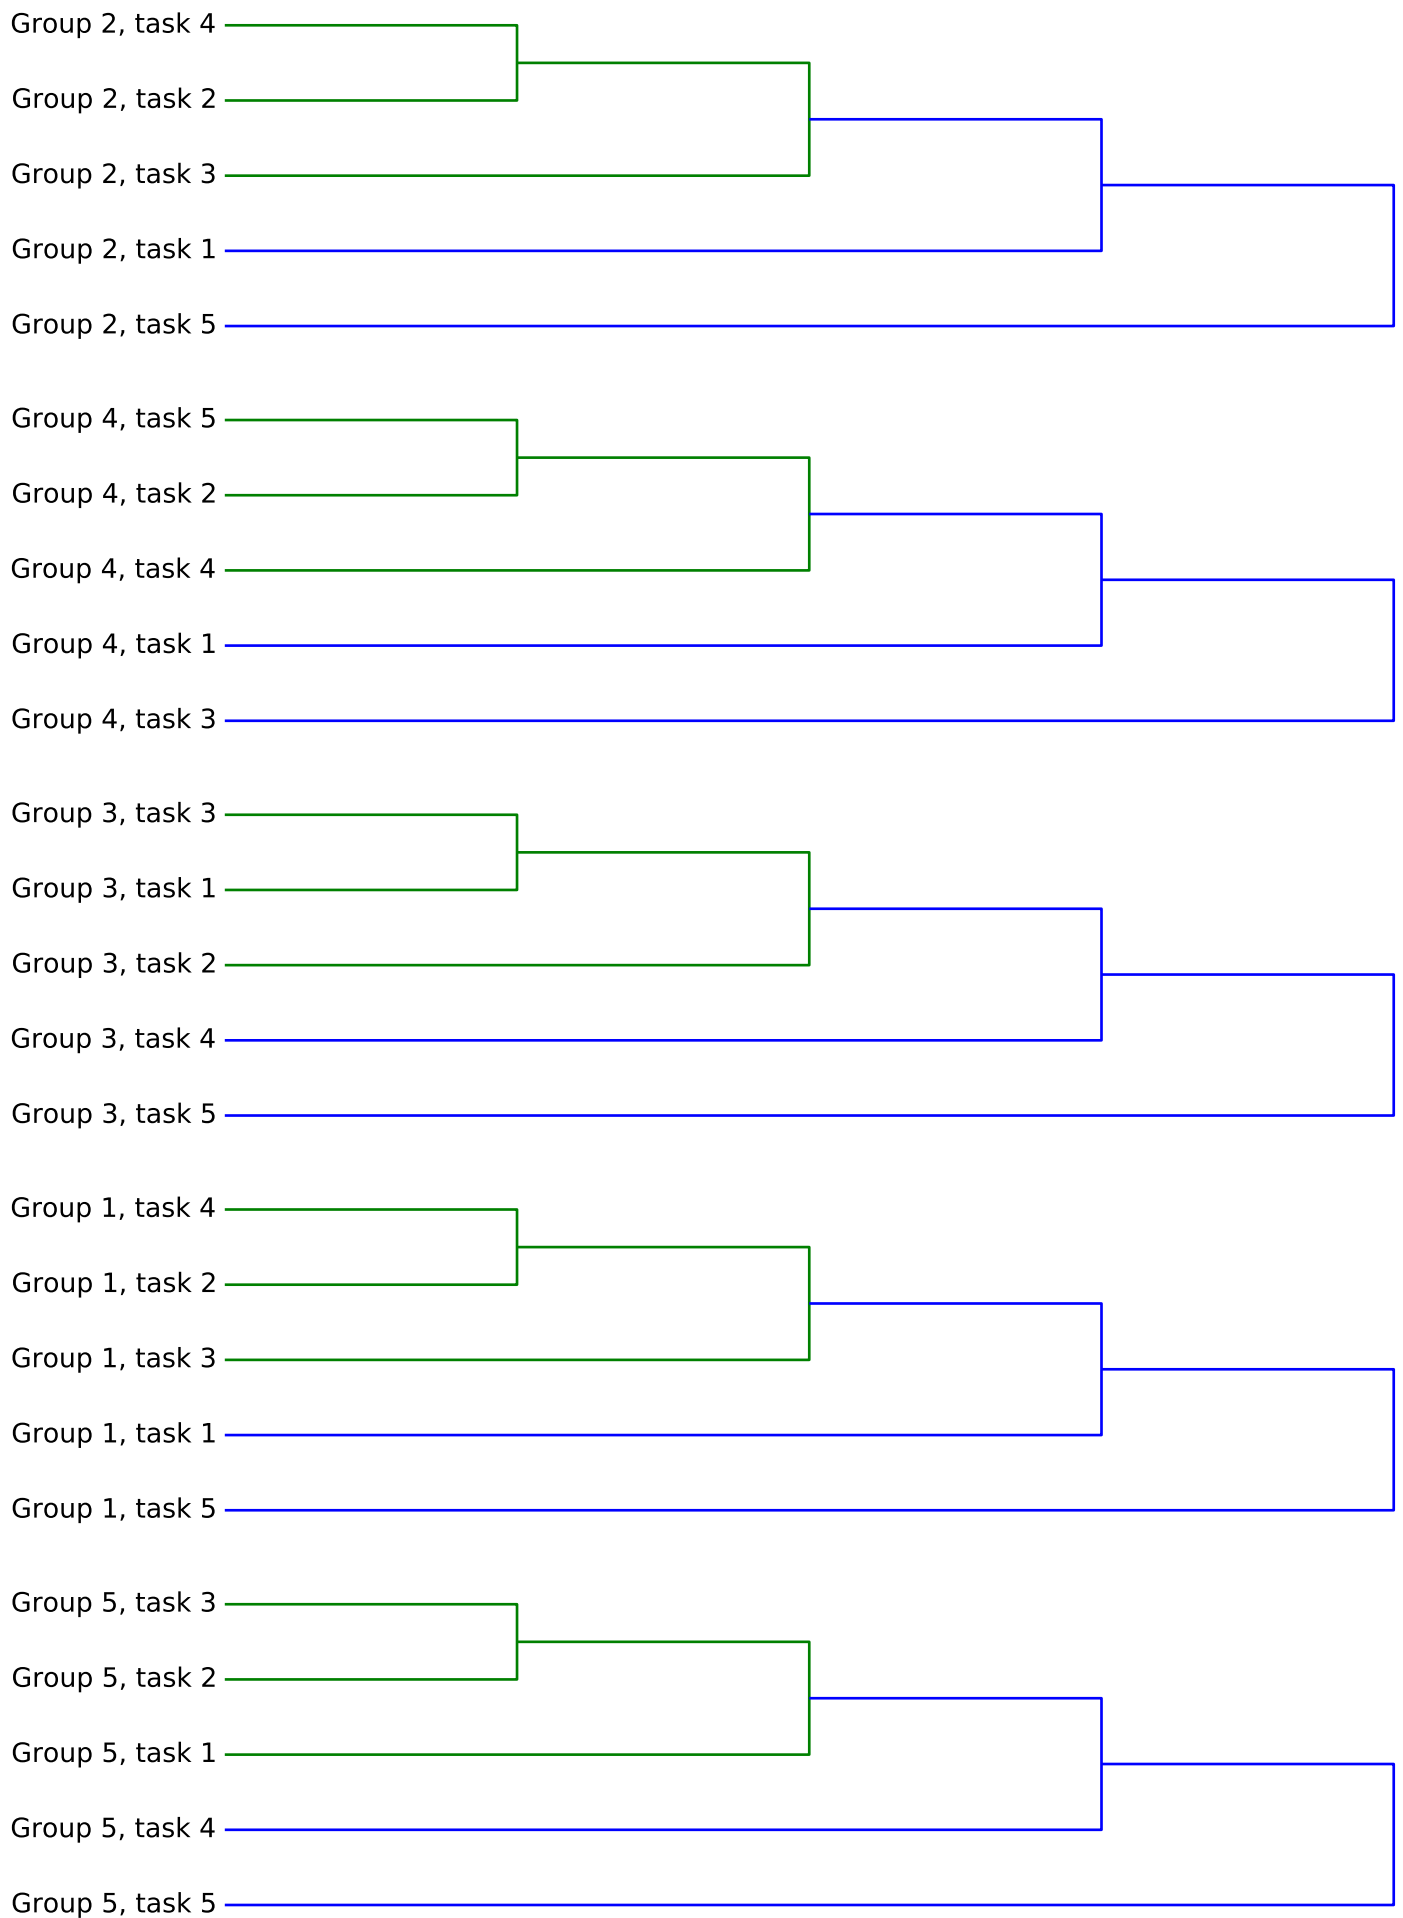 Group 2, task 4
Group 2, task 2
Group 2, task 3
Group 2, task 1
Group 2, task 5
Group 4, task 5
Group 4, task 2
Group 4, task 4
Group 4, task 1
Group 4, task 3
Group 3, task 3
Group 3, task 1
Group 3, task 2
Group 3, task 4
Group 3, task 5
Group 1, task 4
Group 1, task 2
Group 1, task 3
Group 1, task 1
Group 1, task 5
Group 5, task 3
Group 5, task 2
Group 5, task 1
Group 5, task 4
Group 5, task 5